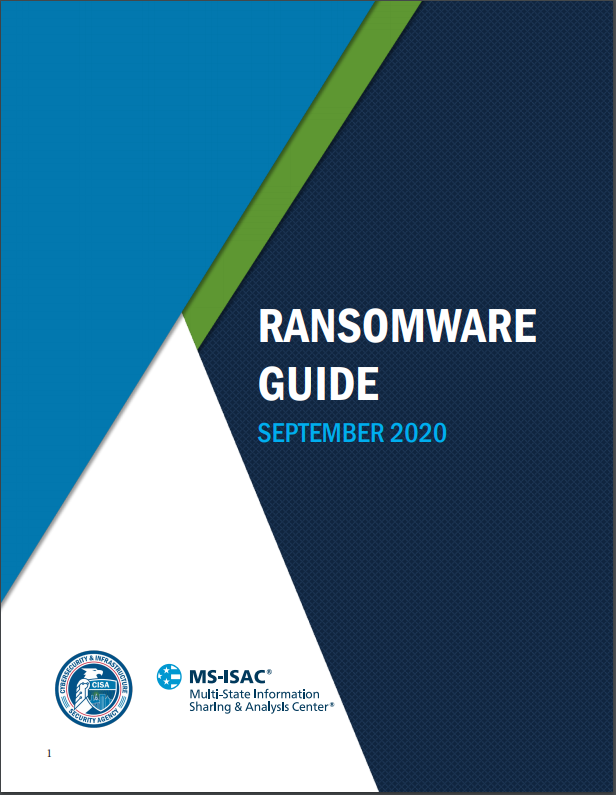 RANSOMWARE
GUIDE
SEPTEMBER 2020
CYBERSECURITY & INFRASTRUCTURE
CISA
SECURITY AGENCY
MS-ISAC®
Multi-State Information
Sharing & Analysis Center®
1